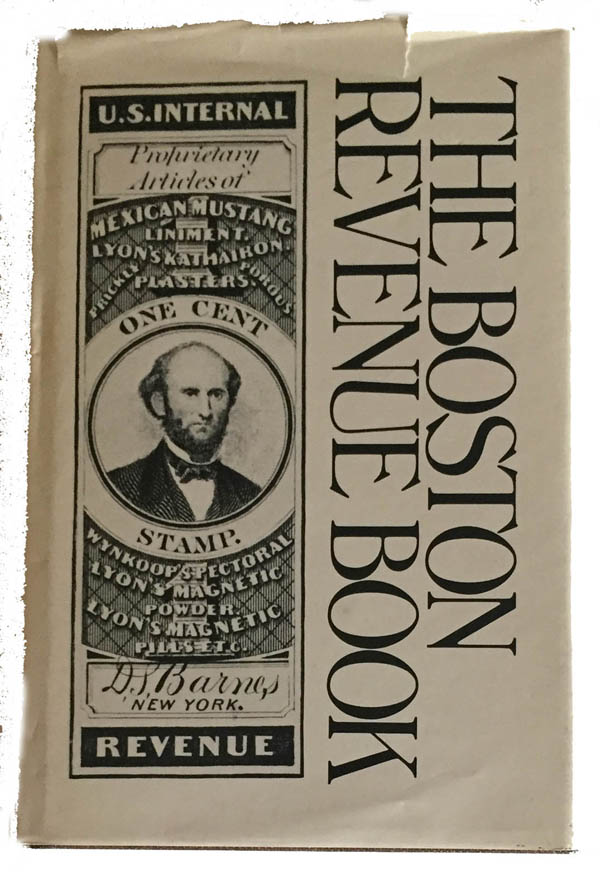 U.S. INTERNAL
Proprietary
Articles of
MEXICAN MUSTANG
LINIMENT.
LYON'S KATHAIRON.
PRICKLY POROUS
PLASTERS.
ONE CENT
STAMP.
WYNKOOP'S PECTORAL
LYON'S MAGNETIC
POWDER.
LYON'S MAGNETIC
PILLS ETC.
D.S. Barnes
NEW YORK.
REVENUE
THE BOSTON
REVENUE BOOK